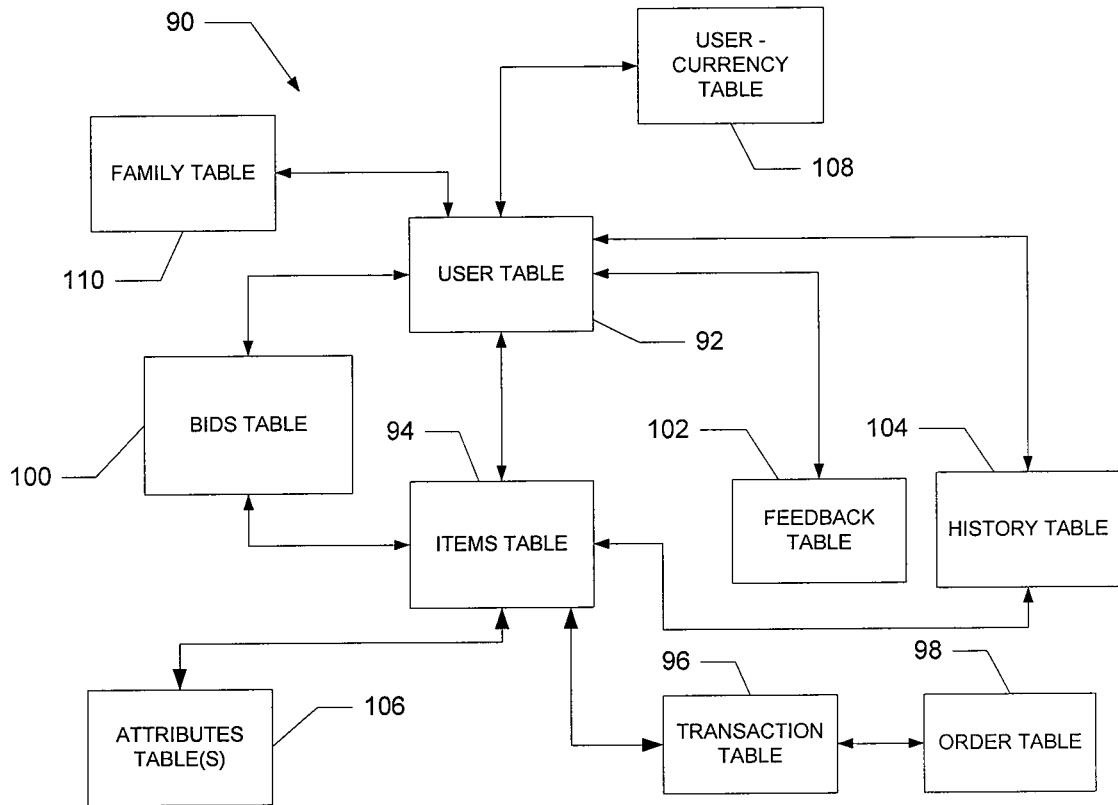 90
USER -
CURRENCY
TABLE
108
FAMILY TABLE
110
USER TABLE
92
BIDS TABLE
100
94
102
104
ITEMS TABLE
FEEDBACK
TABLE
HISTORY TABLE
96
98
ATTRIBUTES
TABLE(S)
106
TRANSACTION
TABLE
ORDER TABLE